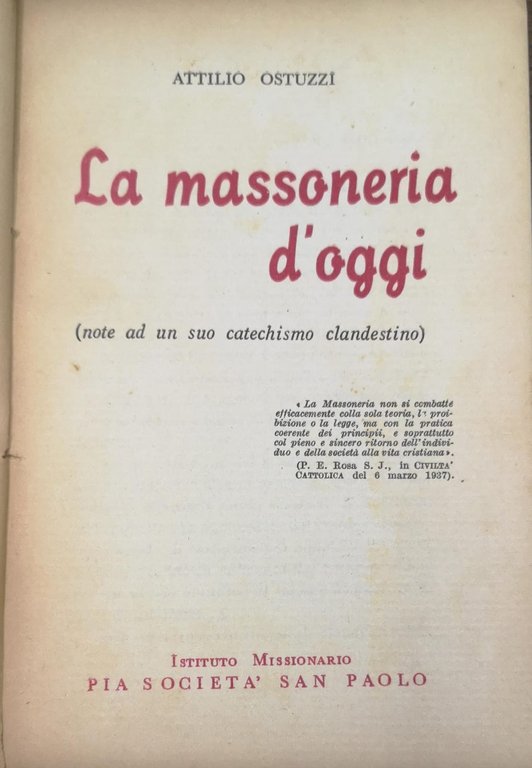 ATTILIO OSTUZZI
La massoneria
d'oggi
(note ad un suo catechismo clandestino)
« La Massoneria non si combatte
efficacemente colla sola teoria, la proi-
bizione o la legge, ma con la pratica
coerente dei principii, e soprattutto
col pieno e sincero ritorno dell'indivi-
duo e della società alla vita cristiana ».
(P. E. Rosa S. J., in CIVILTA'
CATTOLICA del 6 marzo 1937).
ISTITUTO MISSIONARIO
PIA SOCIETA' SAN PAOLO